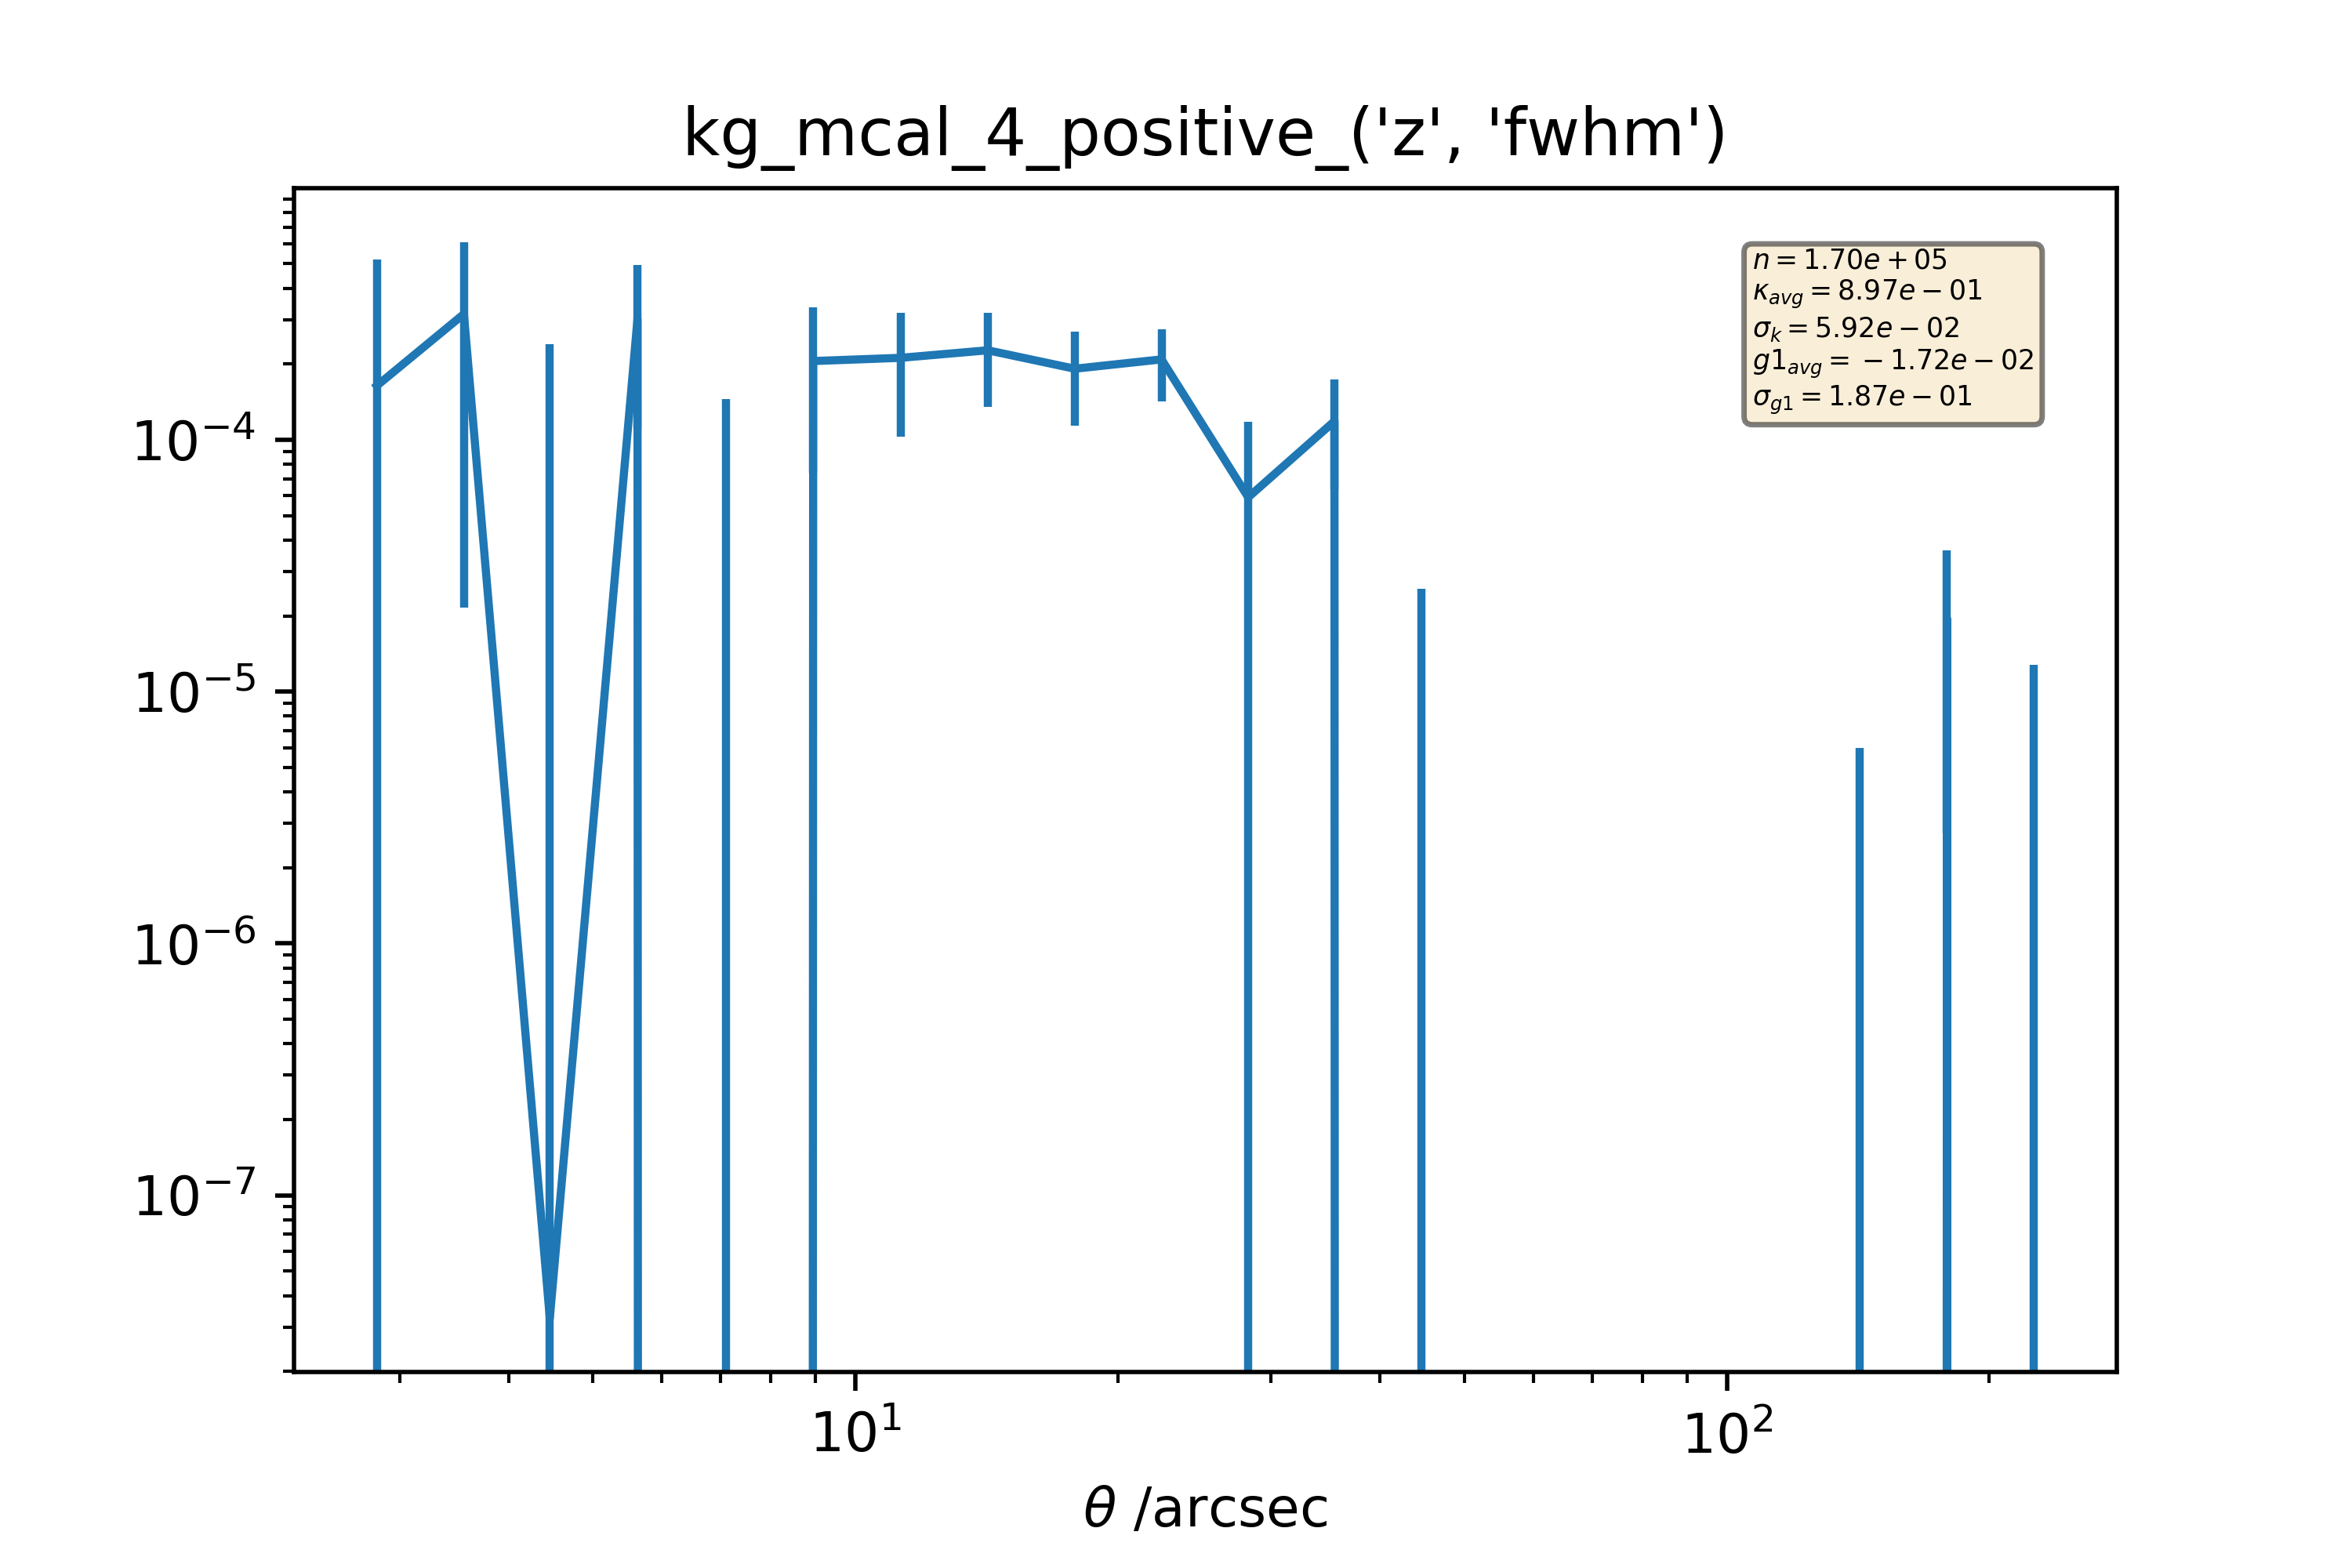 kg_mcal_4_positive_('z', 'fwhm')
n = 1.70e + 05
κavg = 8.97e − 01
σk = 5.92e − 02
g1avg = − 1.72e − 02
σg1 = 1.87e − 01
10⁻⁴
10⁻⁵
10⁻⁶
10⁻⁷
10¹ 10²
θ /arcsec